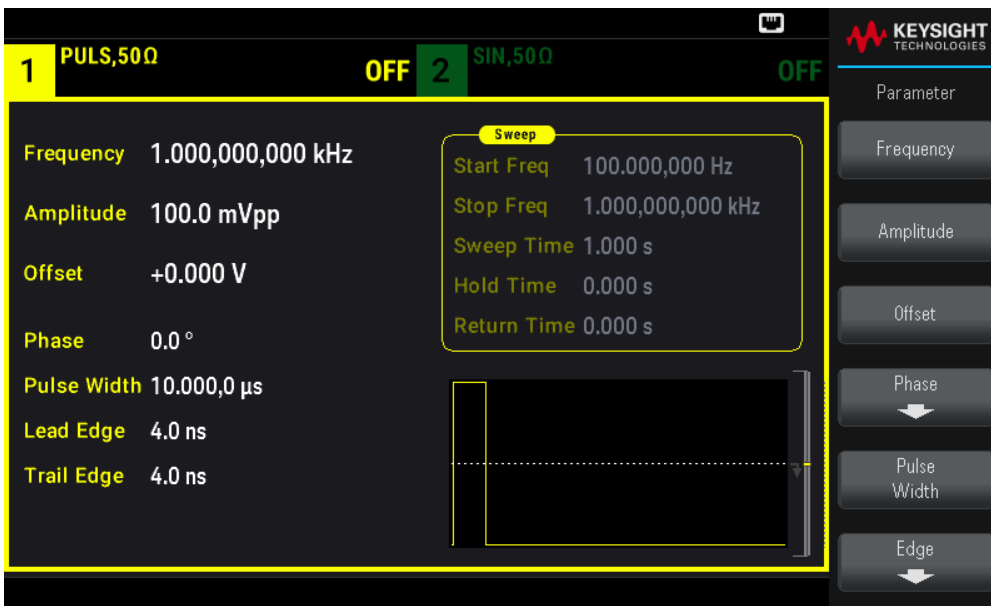 KEYSIGHT
TECHNOLOGIES
1 PULS,50Ω OFF 2 SIN,50Ω OFF
Parameter
Frequency 1.000,000,000 kHz
Amplitude 100.0 mVpp
Offset +0.000 V
Phase 0.0 °
Pulse Width 10.000,0 µs
Lead Edge 4.0 ns
Trail Edge 4.0 ns
Sweep
Start Freq 100.000,000 Hz
Stop Freq 1.000,000,000 kHz
Sweep Time 1.000 s
Hold Time 0.000 s
Return Time 0.000 s
Frequency
Amplitude
Offset
Phase
Pulse
Width
Edge